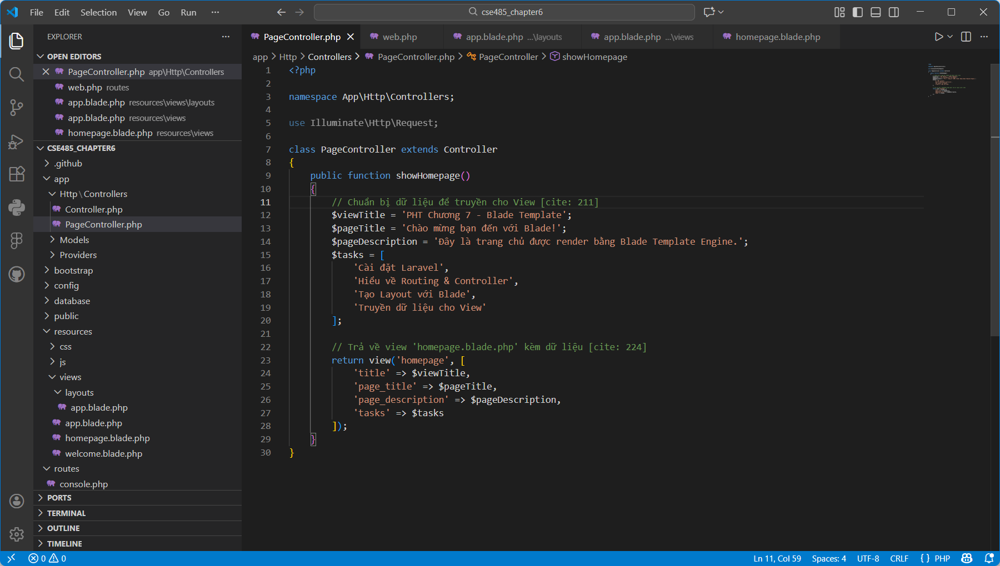 File Edit Selection View Go Run ···
cse485_chapter6
EXPLORER
OPEN EDITORS
PageController.php app\Http\Controllers
web.php routes
app.blade.php resources\views\layouts
app.blade.php resources\views
homepage.blade.php resources\views
CSE485_CHAPTER6
.github
app
Http\Controllers
Controller.php
PageController.php
Models
Providers
bootstrap
config
database
public
resources
css
js
views
layouts
app.blade.php
app.blade.php
homepage.blade.php
welcome.blade.php
routes
console.php
PORTS
TERMINAL
OUTLINE
TIMELINE
PageController.php web.php app.blade.php ...\layouts app.blade.php ...\views homepage.blade.php
app > Http > Controllers > PageController.php > PageController > showHomepage
1 <?php
2
3 namespace App\Http\Controllers;
4
5 use Illuminate\Http\Request;
6
7 class PageController extends Controller
8 {
9 public function showHomepage()
10 {
11 // Chuẩn bị dữ liệu để truyền cho View [cite: 211]
12 $viewTitle = 'PHT Chương 7 - Blade Template';
13 $pageTitle = 'Chào mừng bạn đến với Blade!';
14 $pageDescription = 'Đây là trang chủ được render bằng Blade Template Engine.';
15 $tasks = [
16 'Cài đặt Laravel',
17 'Hiểu về Routing & Controller',
18 'Tạo Layout với Blade',
19 'Truyền dữ liệu cho View'
20 ];
21
22 // Trả về view 'homepage.blade.php' kèm dữ liệu [cite: 224]
23 return view('homepage', [
24 'title' => $viewTitle,
25 'page_title' => $pageTitle,
26 'page_description' => $pageDescription,
27 'tasks' => $tasks
28 ]);
29 }
30 }
0 0 Ln 11, Col 59 Spaces: 4 UTF-8 CRLF { } PHP